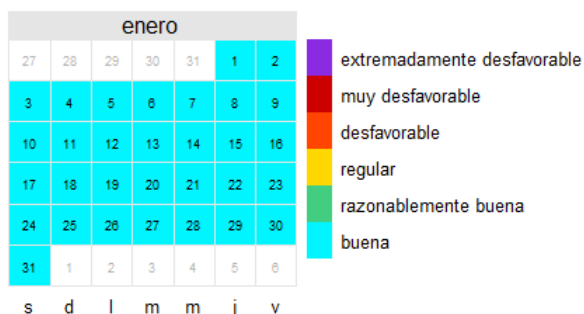 enero
27 28 29 30 31 1 2
3 4 5 6 7 8 9
10 11 12 13 14 15 16
17 18 19 20 21 22 23
24 25 26 27 28 29 30
31 1 2 3 4 5 6
s d l m m j v
extremadamente desfavorable
muy desfavorable
desfavorable
regular
razonablemente buena
buena